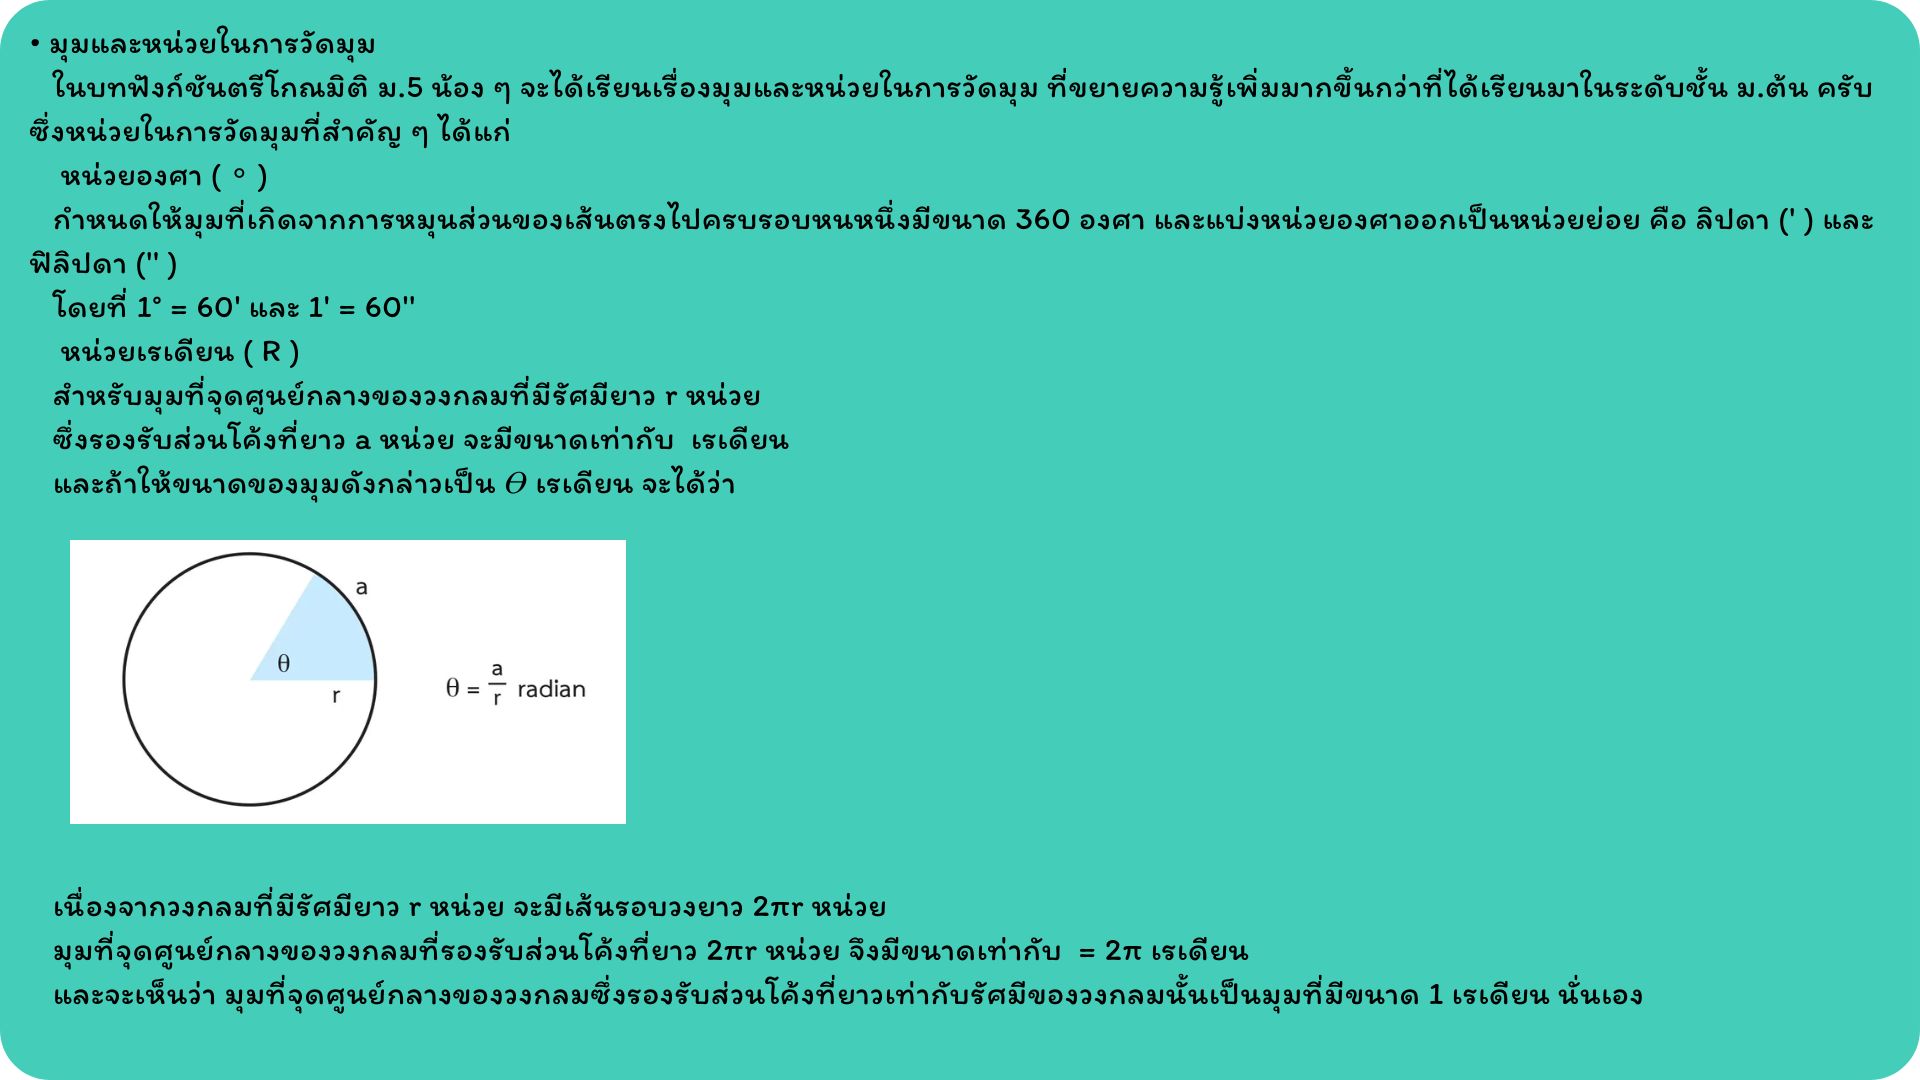 • มุมและหน่วยในการวัดมุม
ในบทฟังก์ชันตรีโกณมิติ ม.5 น้อง ๆ จะได้เรียนเรื่องมุมและหน่วยในการวัดมุม ที่ขยายความรู้เพิ่มมากขึ้นกว่าที่ได้เรียนมาในระดับชั้น ม.ต้น ครับ
ซึ่งหน่วยในการวัดมุมที่สำคัญ ๆ ได้แก่
หน่วยองศา ( ° )
กำหนดให้มุมที่เกิดจากการหมุนส่วนของเส้นตรงไปครบรอบหนหนึ่งมีขนาด 360 องศา และแบ่งหน่วยองศาออกเป็นหน่วยย่อย คือ ลิปดา (' ) และ
ฟิลิปดา (" )
โดยที่ 1° = 60' และ 1' = 60"
หน่วยเรเดียน ( R )
สำหรับมุมที่จุดศูนย์กลางของวงกลมที่มีรัศมียาว r หน่วย
ซึ่งรองรับส่วนโค้งที่ยาว a หน่วย จะมีขนาดเท่ากับ  เรเดียน
และถ้าให้ขนาดของมุมดังกล่าวเป็น θ เรเดียน จะได้ว่า
a
θ
r
θ = a/r radian
เนื่องจากวงกลมที่มีรัศมียาว r หน่วย จะมีเส้นรอบวงยาว 2πr หน่วย
มุมที่จุดศูนย์กลางของวงกลมที่รองรับส่วนโค้งที่ยาว 2πr หน่วย จึงมีขนาดเท่ากับ  = 2π เรเดียน
และจะเห็นว่า มุมที่จุดศูนย์กลางของวงกลมซึ่งรองรับส่วนโค้งที่ยาวเท่ากับรัศมีของวงกลมนั้นเป็นมุมที่มีขนาด 1 เรเดียน นั่นเอง